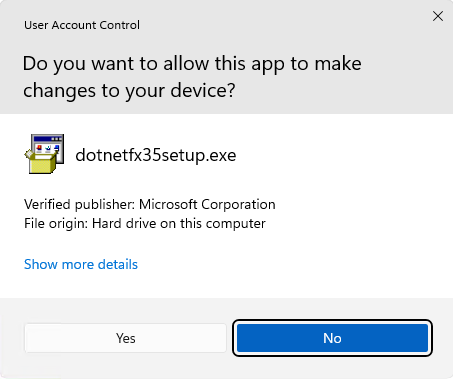 User Account Control
Do you want to allow this app to make
changes to your device?
dotnetfx35setup.exe
Verified publisher: Microsoft Corporation
File origin: Hard drive on this computer
Show more details
Yes
No